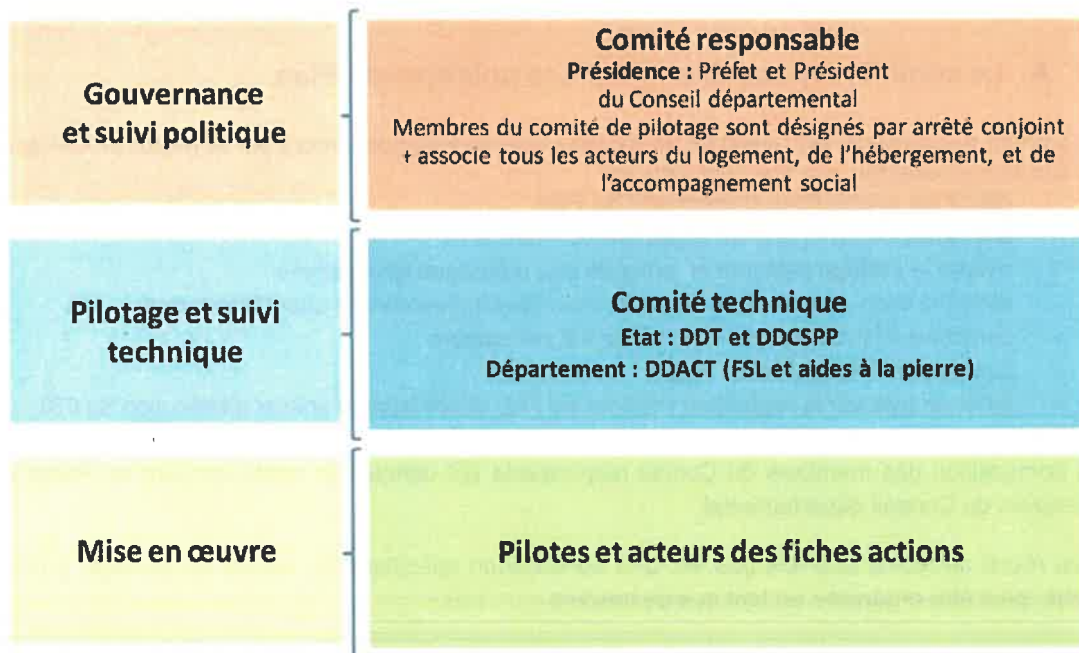 Gouvernance
et suivi politique
Comité responsable
Présidence : Préfet et Président
du Conseil départemental
Membres du comité de pilotage sont désignés par arrêté conjoint
+ associe tous les acteurs du logement, de l'hébergement, et de
l'accompagnement social
Pilotage et suivi
technique
Comité technique
Etat : DDT et DDCSPP
Département : DDACT (FSL et aides à la pierre)
Mise en œuvre
Pilotes et acteurs des fiches actions